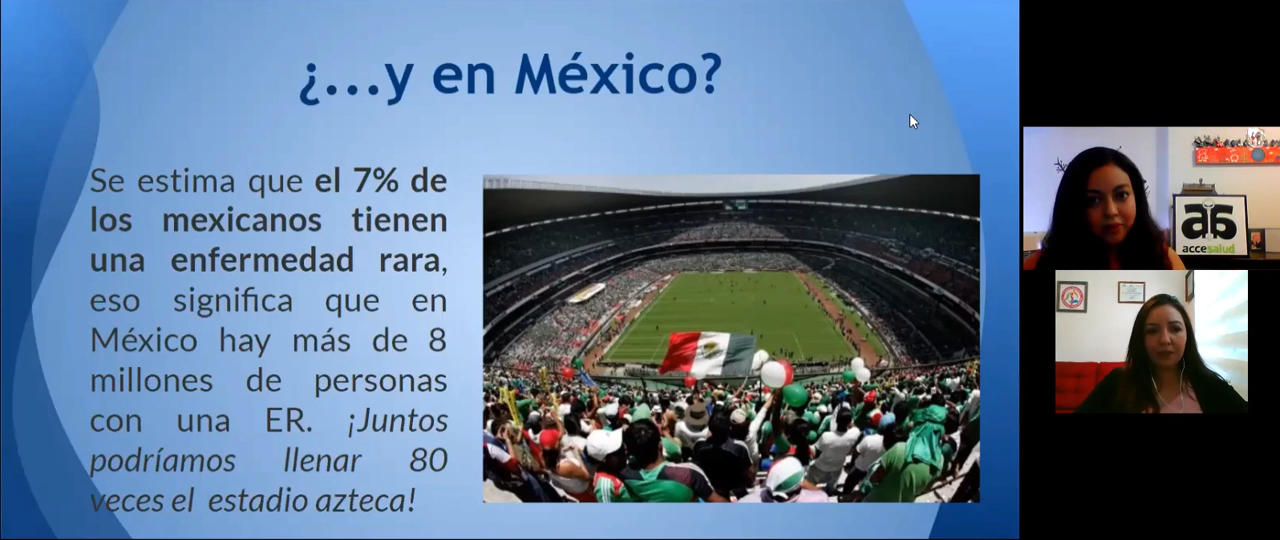 ¿...y en México?
Se estima que el 7% de
los mexicanos tienen
una enfermedad rara,
eso significa que en
México hay más de 8
millones de personas
con una ER. ¡Juntos
podríamos llenar 80
veces el estadio azteca!
accesalud